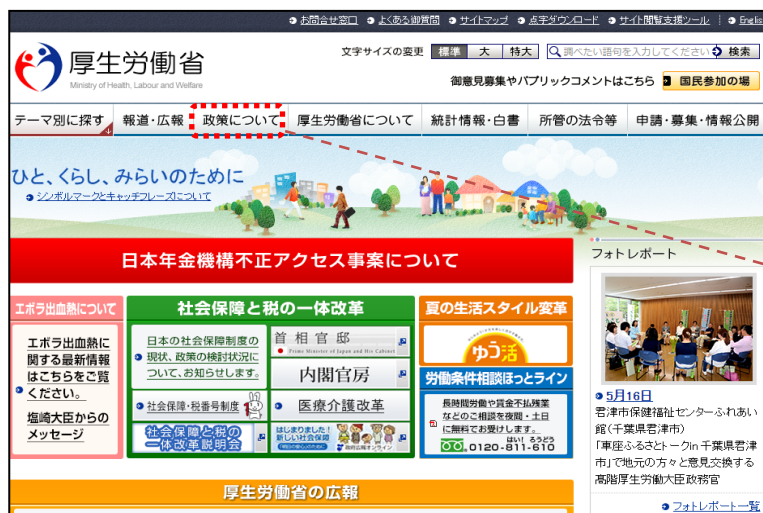 お問合せ窓口 よくある御質問 サイトマップ 点字ダウンロード サイト閲覧支援ツール Englis
厚生労働省
Ministry of Health, Labour and Welfare
文字サイズの変更 標準 大 特大 調べたい語句を入力してください 検索
御意見募集やパブリックコメントはこちら 国民参加の場
テーマ別に探す 報道・広報 政策について 厚生労働省について 統計情報・白書 所管の法令等 申請・募集・情報公開
ひと、くらし、みらいのために
シンボルマークとキャッチフレーズについて
日本年金機構不正アクセス事案について
エボラ出血熱について
エボラ出血熱に
関する最新情報
はこちらをご覧
ください。
塩崎大臣からの
メッセージ
社会保障と税の一体改革
日本の社会保障制度の
現状、政策の検討状況に
ついて、お知らせします。
首相官邸
Prime Minister of Japan and His Cabinet
内閣官房
社会保障・税番号制度
医療介護改革
社会保障と税の
一体改革説明会
はじまりました!
新しい社会保障
政府広報オンライン
夏の生活スタイル変革
ゆう活
労働条件相談ほっとライン
長時間労働や賃金不払残業
などのご相談を夜間・土日
に無料でお受けします。
はい! ろうどう
0120-811-610
フォトレポート
5月16日
君津市保健福祉センターふれあい
館(千葉県君津市)
「車座ふるさとトークin千葉県君津
市」で地元の方々と意見交換する
高階厚生労働大臣政務官
フォトレポート一覧
厚生労働省の広報